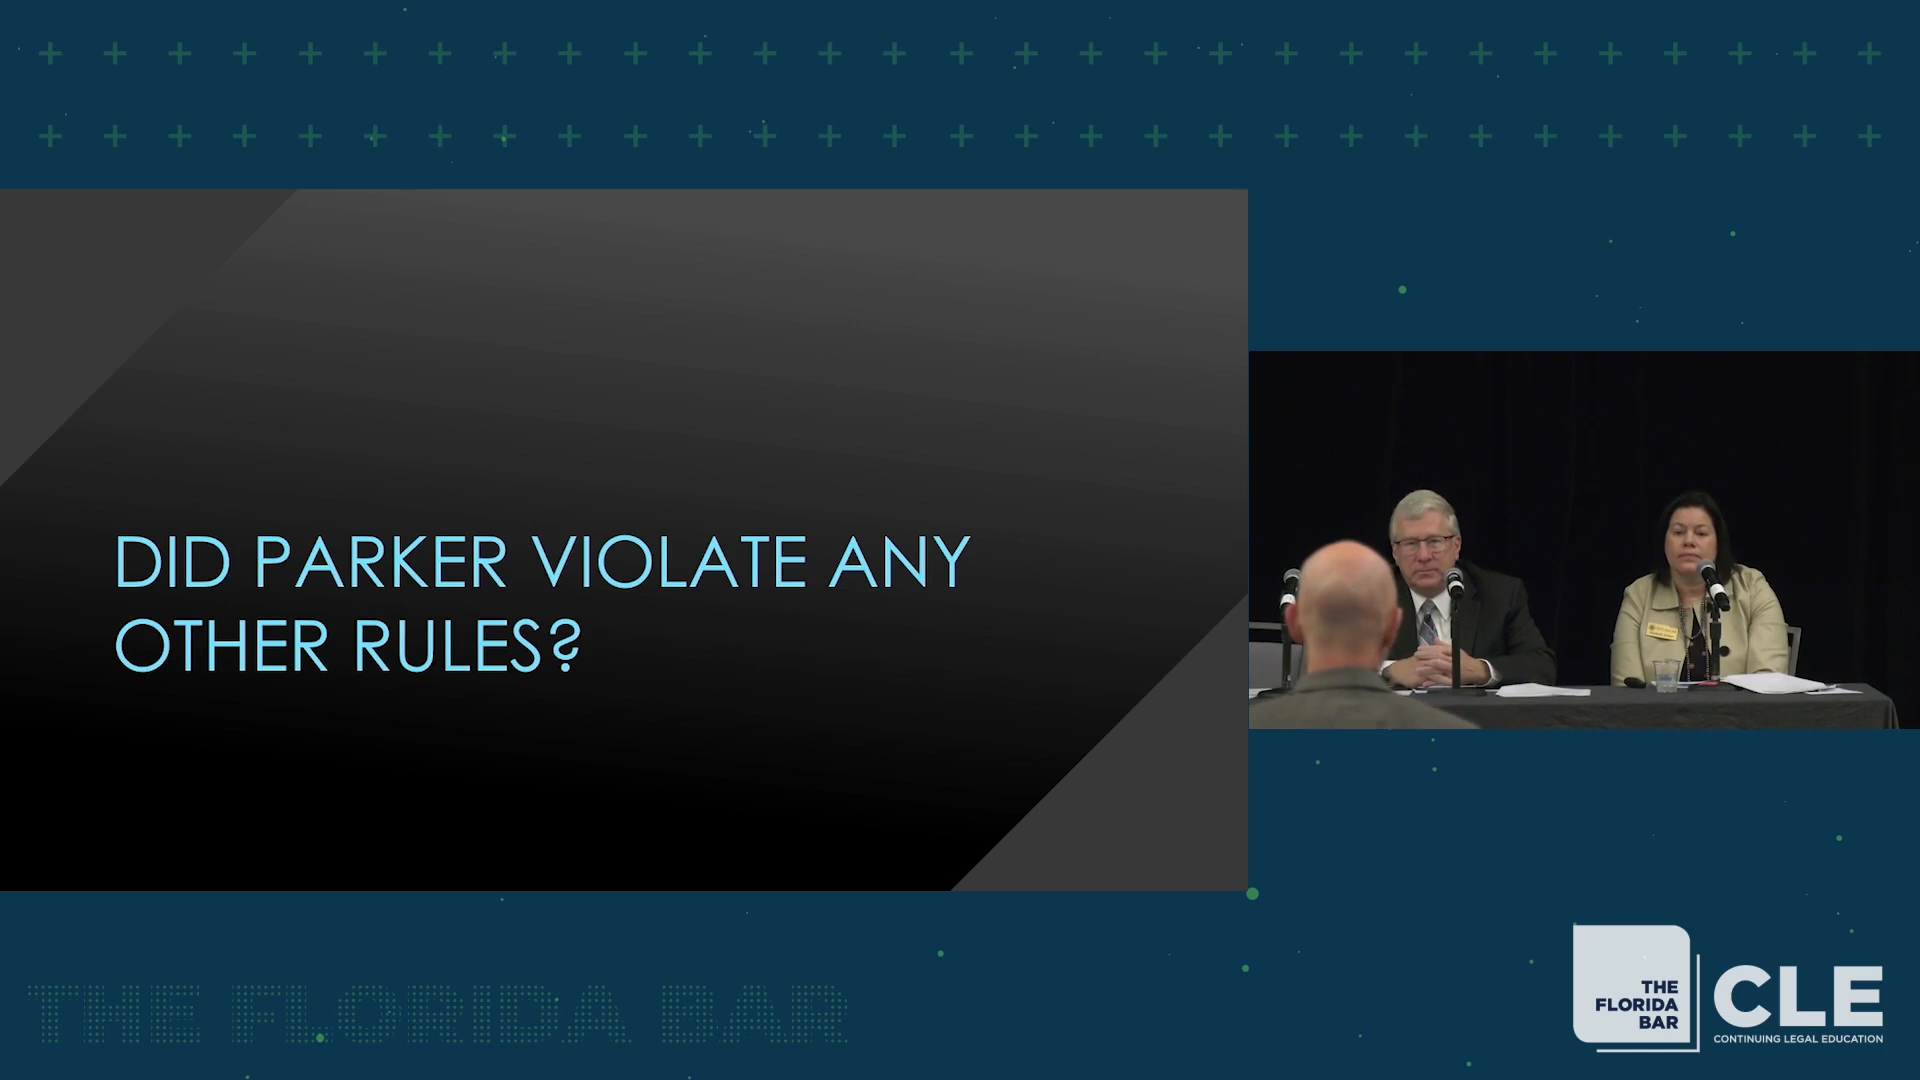 DID PARKER VIOLATE ANY
OTHER RULES?
THE FLORIDA BAR
THE
FLORIDA
BAR
CLE
CONTINUING LEGAL EDUCATION